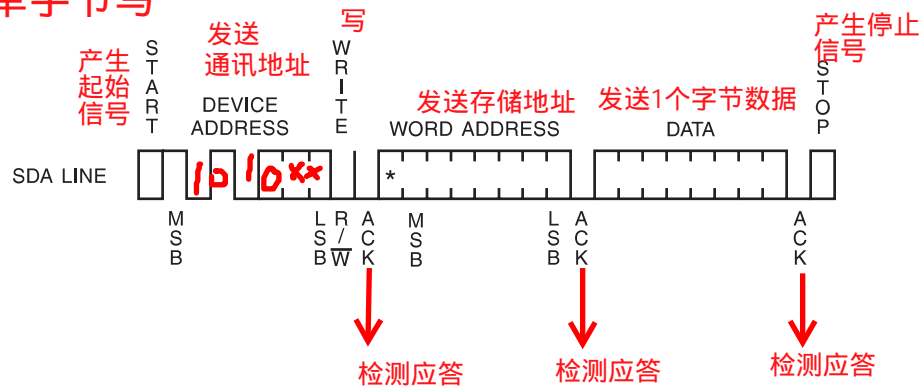 单字节写
产生
起始
信号
START
发送
通讯地址
DEVICE
ADDRESS
写
WRITE
发送存储地址
WORD ADDRESS
发送1个字节数据
DATA
产生停止
信号
STOP
SDA LINE
1010xx
*
MSB
LSB
R/W
ACK
MSB
LSB
ACK
ACK
检测应答
检测应答
检测应答